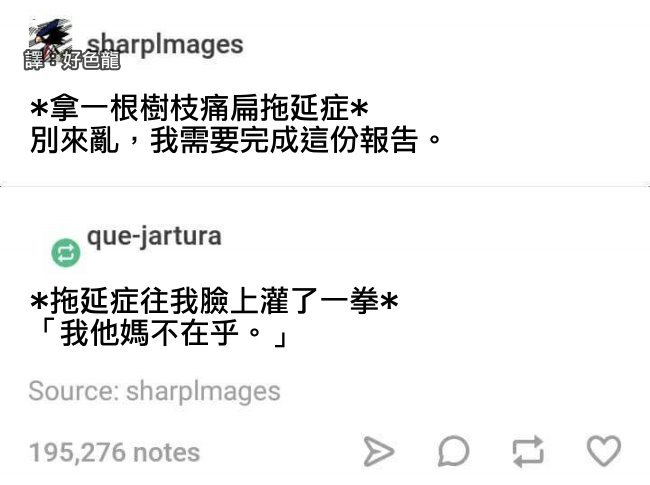 sharplmages
譯：好色龍
*拿一根樹枝痛扁拖延症*
別來亂，我需要完成這份報告。
que-jartura
*拖延症往我臉上灌了一拳*
「我他媽不在乎。」
Source: sharplmages
195,276 notes